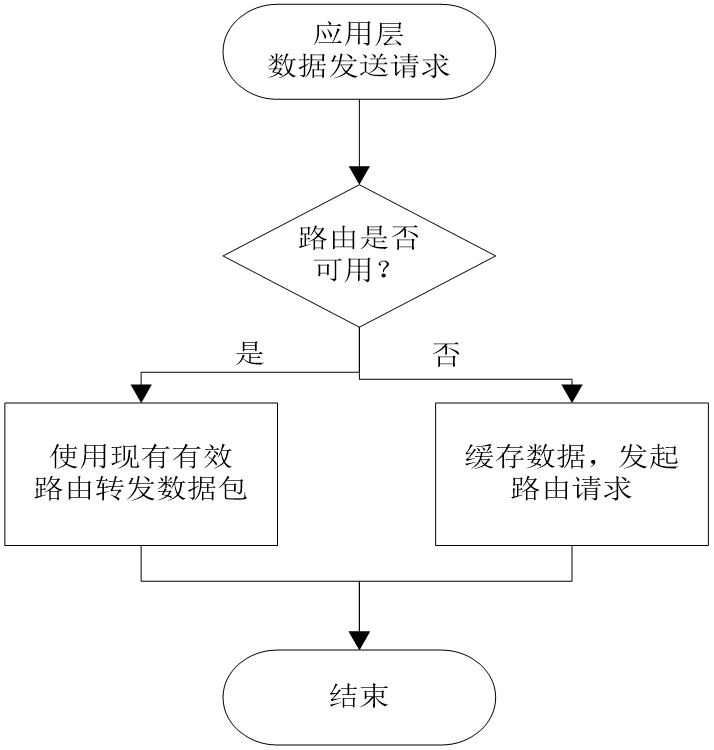 应用层
数据发送请求
路由是否
可用？
是
否
使用现有有效
路由转发数据包
缓存数据，发起
路由请求
结束